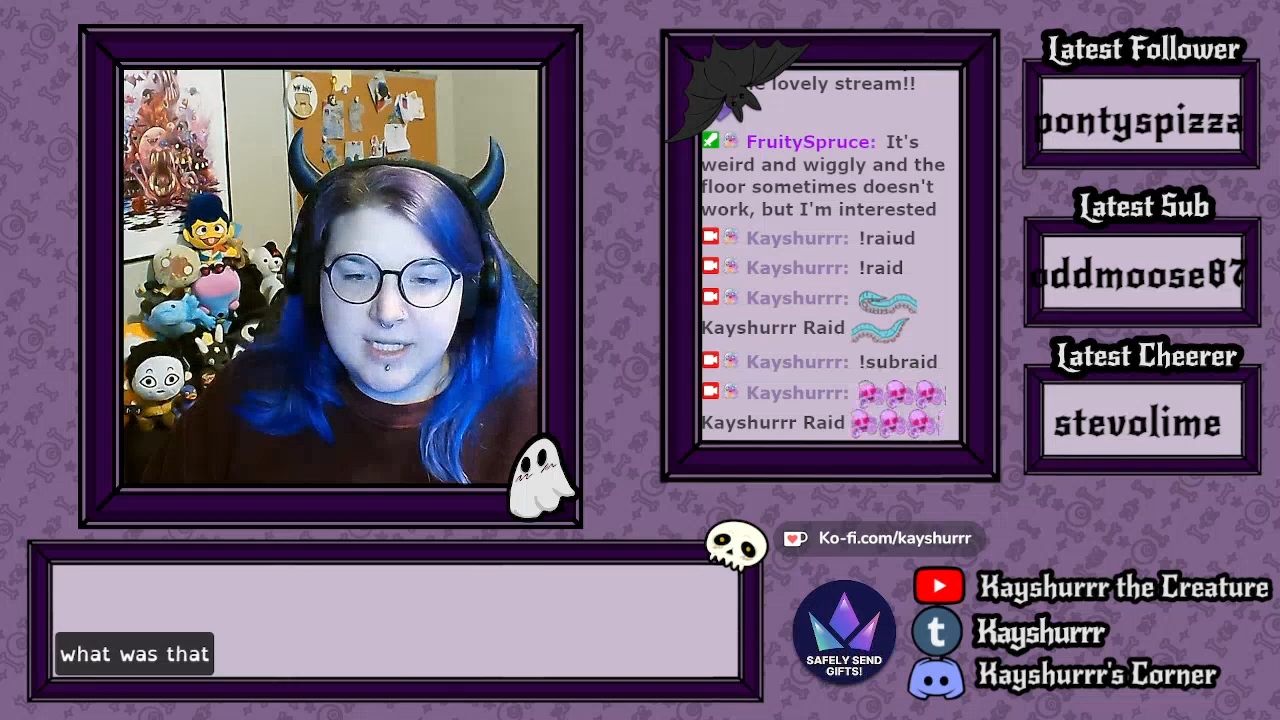 lovely stream!!
FruitySpruce: It's
weird and wiggly and the
floor sometimes doesn't
work, but I'm interested
Kayshurrr: !raiud
Kayshurrr: !raid
Kayshurrr:
Kayshurrr Raid
Kayshurrr: !subraid
Kayshurrr:
Kayshurrr Raid
Latest Follower
pontyspizza
Latest Sub
oddmoose87
Latest Cheerer
stevolime
what was that
Ko-fi.com/kayshurrr
SAFELY SEND
GIFTS!
Kayshurrr the Creature
t
Kayshurrr
Kayshurrr's Corner